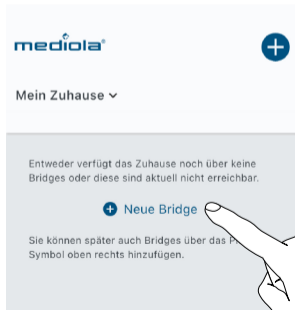 mediola®
Mein Zuhause
Entweder verfügt das Zuhause noch über keine
Bridges oder diese sind aktuell nicht erreichbar.
Neue Bridge
Sie können später auch Bridges über das
Symbol oben rechts hinzufügen.